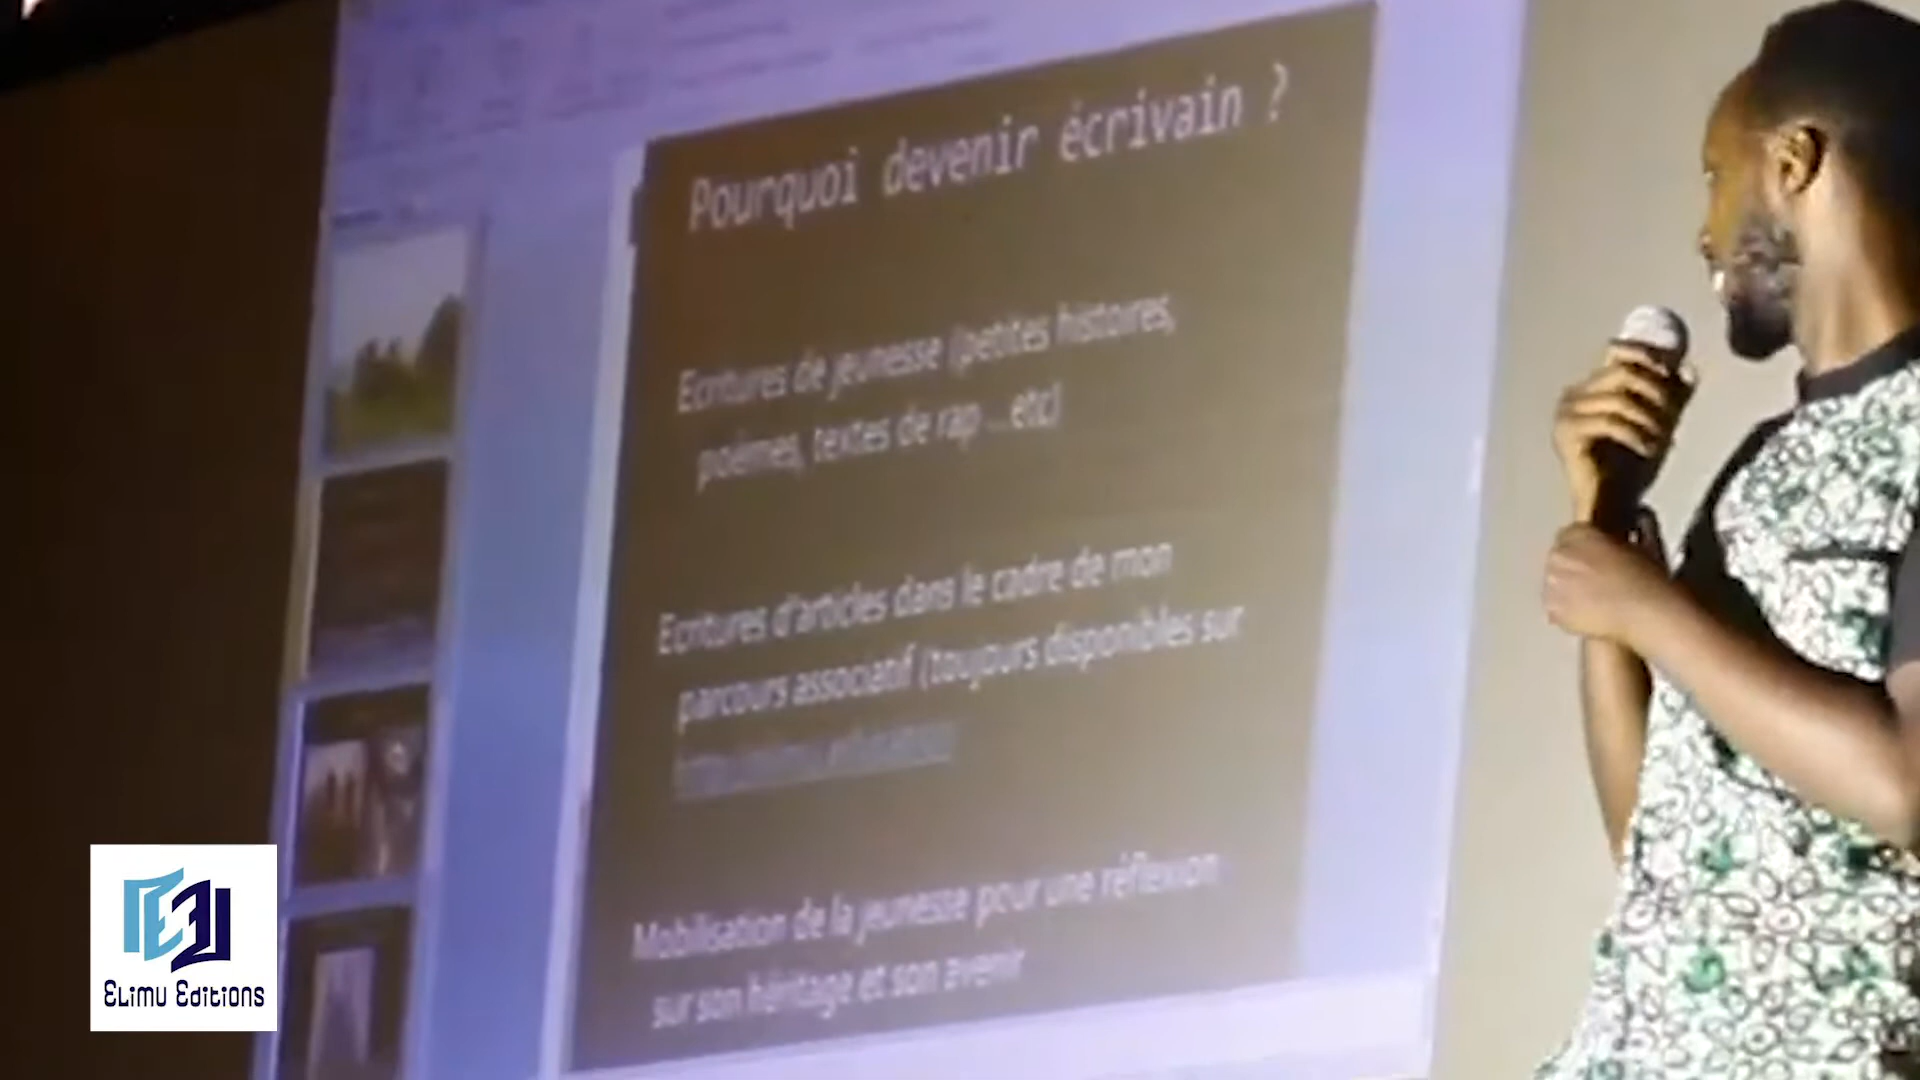 Pourquoi devenir écrivain ?
Ecritures de jeunesse (petites histoires,
poèmes, textes de rap ...etc)
Ecritures d'articles dans le cadre de mon
parcours associatif (toujours disponibles sur
Mobilisation de la jeunesse pour une réflexion
sur son héritage et son avenir
ELimu Editions